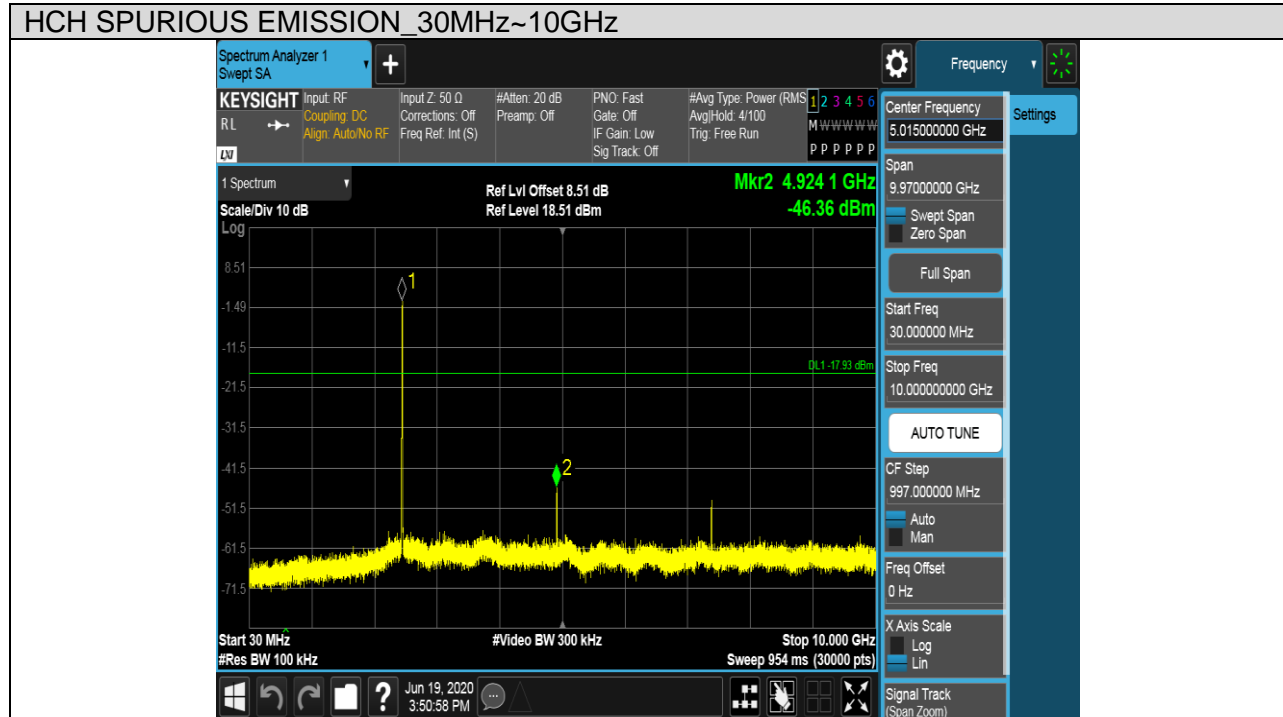 HCH SPURIOUS EMISSION_30MHz~10GHz
Spectrum Analyzer 1
Swept SA
+
Frequency
KEYSIGHT
RL
LXI
Input: RF
Coupling: DC
Align: Auto/No RF
Input Z: 50 Ω
Corrections: Off
Freq Ref: Int (S)
#Atten: 20 dB
Preamp: Off
PNO: Fast
Gate: Off
IF Gain: Low
Sig Track: Off
#Avg Type: Power (RMS
Avg|Hold: 4/100
Trig: Free Run
1 2 3 4 5 6
M W W W W W
P P P P P P
1 Spectrum
Scale/Div 10 dB
Log
Ref Lvl Offset 8.51 dB
Ref Level 18.51 dBm
Mkr2 4.924 1 GHz
-46.36 dBm
8.51
-1.49
-11.5
-21.5
-31.5
-41.5
-51.5
-61.5
-71.5
1
DL1 -17.93 dBm
2
Start 30 MHz
#Res BW 100 kHz
#Video BW 300 kHz
Stop 10.000 GHz
Sweep 954 ms (30000 pts)
Center Frequency
5.015000000 GHz
Settings
Span
9.97000000 GHz
Swept Span
Zero Span
Full Span
Start Freq
30.000000 MHz
Stop Freq
10.000000000 GHz
AUTO TUNE
CF Step
997.000000 MHz
Auto
Man
Freq Offset
0 Hz
X Axis Scale
Log
Lin
Signal Track
(Span Zoom)
?
Jun 19, 2020
3:50:58 PM